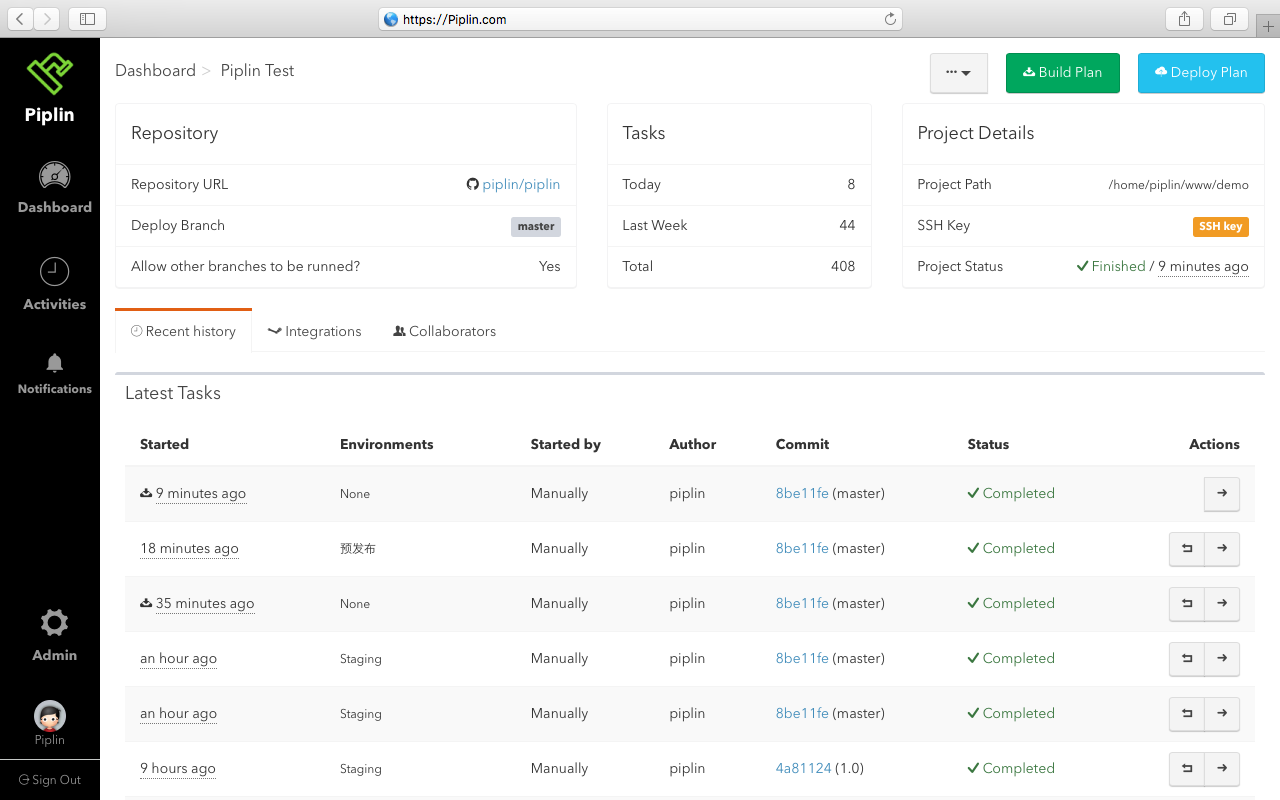 https://Piplin.com
Piplin
Dashboard
Activities
Notifications
Admin
Piplin
Sign Out
Dashboard > Piplin Test
··· Build Plan Deploy Plan
Repository
Repository URL piplin/piplin
Deploy Branch master
Allow other branches to be runned? Yes
Tasks
Today 8
Last Week 44
Total 408
Project Details
Project Path /home/piplin/www/demo
SSH Key SSH key
Project Status Finished / 9 minutes ago
Recent history Integrations Collaborators
Latest Tasks
Started Environments Started by Author Commit Status Actions
9 minutes ago None Manually piplin 8be11fe (master) Completed
18 minutes ago 预发布 Manually piplin 8be11fe (master) Completed
35 minutes ago None Manually piplin 8be11fe (master) Completed
an hour ago Staging Manually piplin 8be11fe (master) Completed
an hour ago Staging Manually piplin 8be11fe (master) Completed
9 hours ago Staging Manually piplin 4a81124 (1.0) Completed